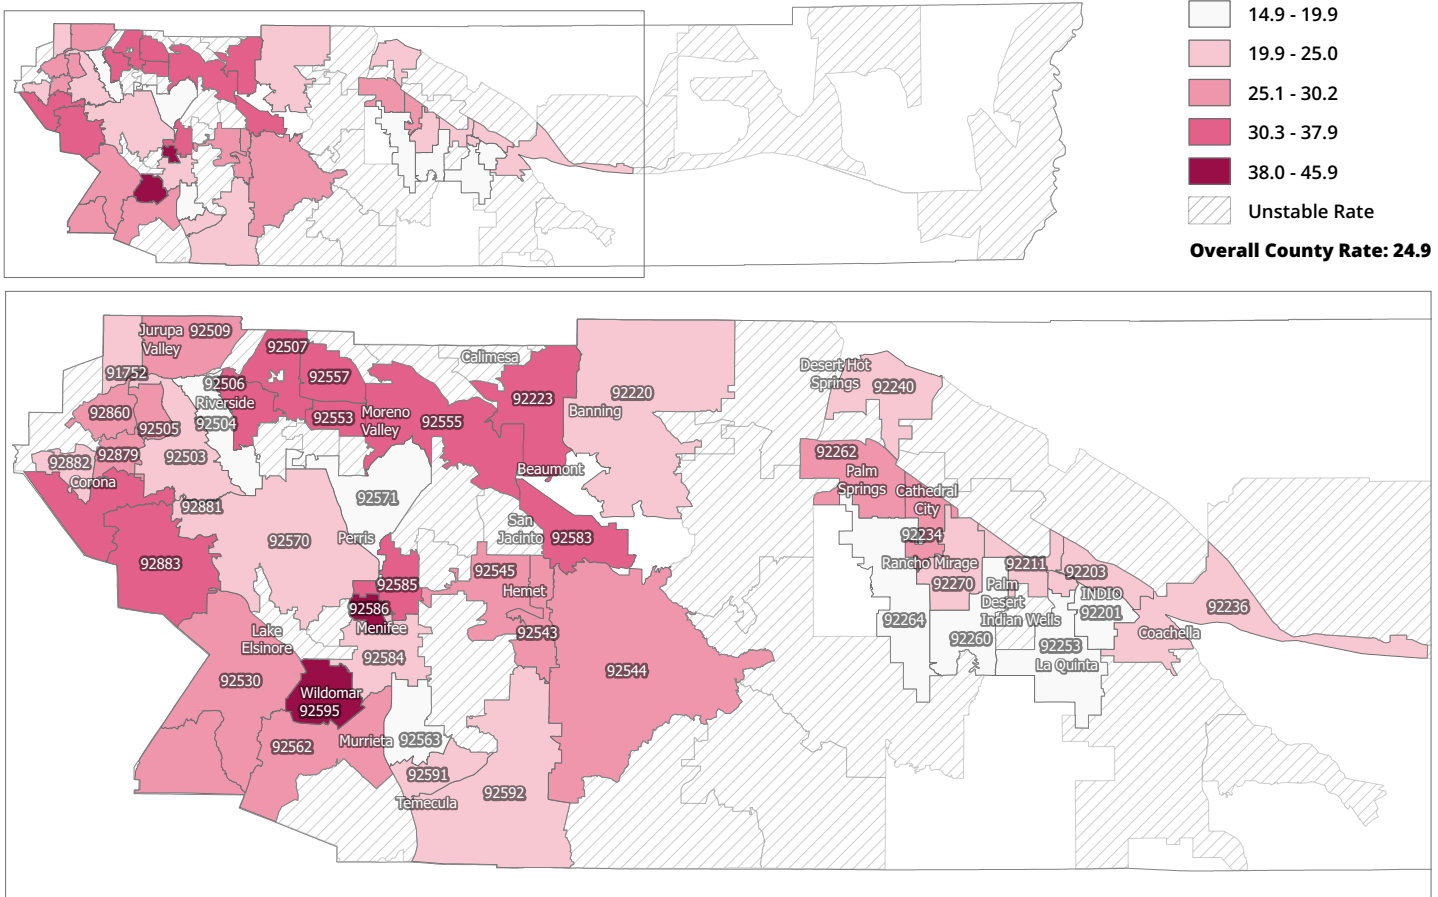 14.9 - 19.9
19.9 - 25.0
25.1 - 30.2
30.3 - 37.9
38.0 - 45.9
Unstable Rate
Overall County Rate: 24.9
Jurupa
Valley
92509
92507
91752
92506
Riverside
92504
92557
92553
Moreno
Valley
92555
Calimesa
92223
Beaumont
92220
Banning
92860
92505
92879
92503
92882
Corona
92881
92883
92571
Perris
92570
San
Jacinto
92583
92585
92586
Menifee
92584
92545
Hemet
92543
92544
Lake
Elsinore
92530
Wildomar
92595
92562
Murrieta
92563
92591
Temecula
92592
Desert Hot
Springs
92240
92262
Palm
Springs
Cathedral
City
92234
Rancho Mirage
92270
92211
92203
Palm
Desert
Indian Wells
INDIO
92201
92264
92260
92253
La Quinta
Coachella
92236